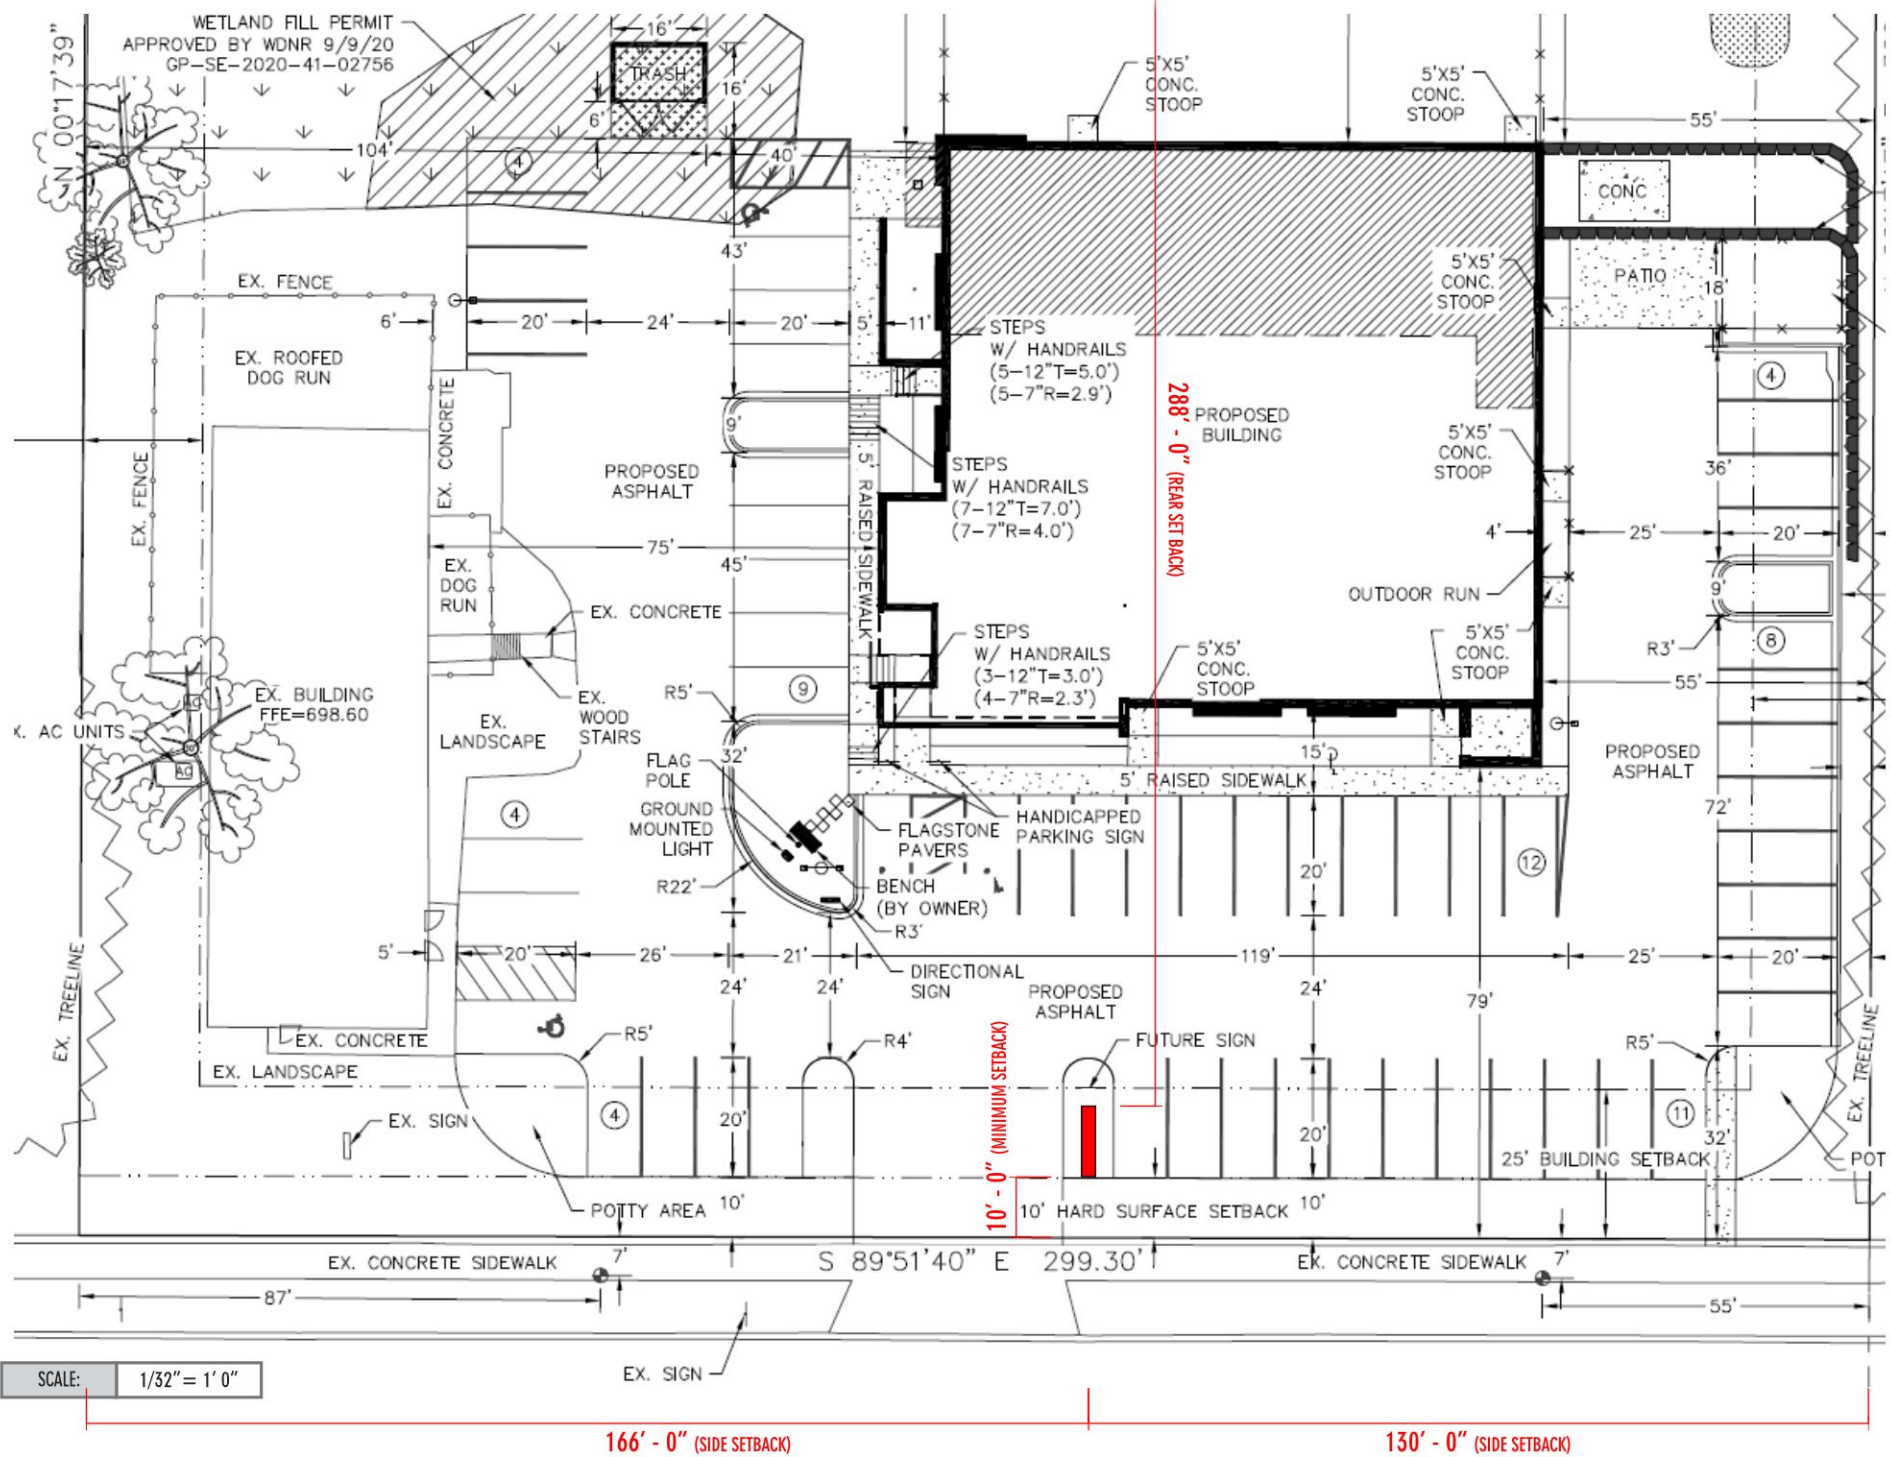 WETLAND FILL PERMIT
APPROVED BY WDNR 9/9/20
GP-SE-2020-41-02756
N 00°17'39"
16'
TRASH
16'
6'
104'
4
40'
43'
5'X5'
CONC.
STOOP
5'X5'
CONC.
STOOP
55'
CONC
PATIO
18'
5'X5'
CONC.
STOOP
EX. FENCE
6'
20'
24'
20'
5'
11'
EX. ROOFED
DOG RUN
STEPS
W/ HANDRAILS
(5-12"T=5.0')
(5-7"R=2.9')
4
EX. FENCE
EX. CONCRETE
9'
PROPOSED
ASPHALT
5' RAISED SIDEWALK
288' - 0" (REAR SET BACK)
PROPOSED
BUILDING
5'X5'
CONC.
STOOP
36'
STEPS
W/ HANDRAILS
(7-12"T=7.0')
(7-7"R=4.0')
75'
45'
4'
25'
20'
EX.
DOG
RUN
EX. CONCRETE
OUTDOOR RUN
9'
STEPS
W/ HANDRAILS
(3-12"T=3.0')
(4-7"R=2.3')
5'X5'
CONC.
STOOP
5'X5'
CONC.
STOOP
R3'
8
55'
AC
EX. BUILDING
FFE=698.60
X. AC UNITS
AC
EX.
LANDSCAPE
EX.
WOOD
STAIRS
R5'
9
32'
FLAG
POLE
GROUND
MOUNTED
LIGHT
15'
5' RAISED SIDEWALK
PROPOSED
ASPHALT
72'
4
FLAGSTONE
PAVERS
HANDICAPPED
PARKING SIGN
R22'
BENCH
(BY OWNER)
R3'
20'
12
5'
20'
26'
21'
119'
25'
20'
EX. TREELINE
24'
24'
DIRECTIONAL
SIGN
PROPOSED
ASPHALT
24'
79'
EX. CONCRETE
R5'
R4'
FUTURE SIGN
R5'
EX. TREELINE
EX. LANDSCAPE
EX. SIGN
4
20'
10' - 0" (MINIMUM SETBACK)
20'
11
32'
25' BUILDING SETBACK
POT
POTTY AREA
10'
10' HARD SURFACE SETBACK
10'
EX. CONCRETE SIDEWALK
7'
S 89°51'40" E 299.30'
EX. CONCRETE SIDEWALK
7'
87'
55'
EX. SIGN
SCALE:
1/32"= 1' 0"
166' - 0" (SIDE SETBACK)
130' - 0" (SIDE SETBACK)